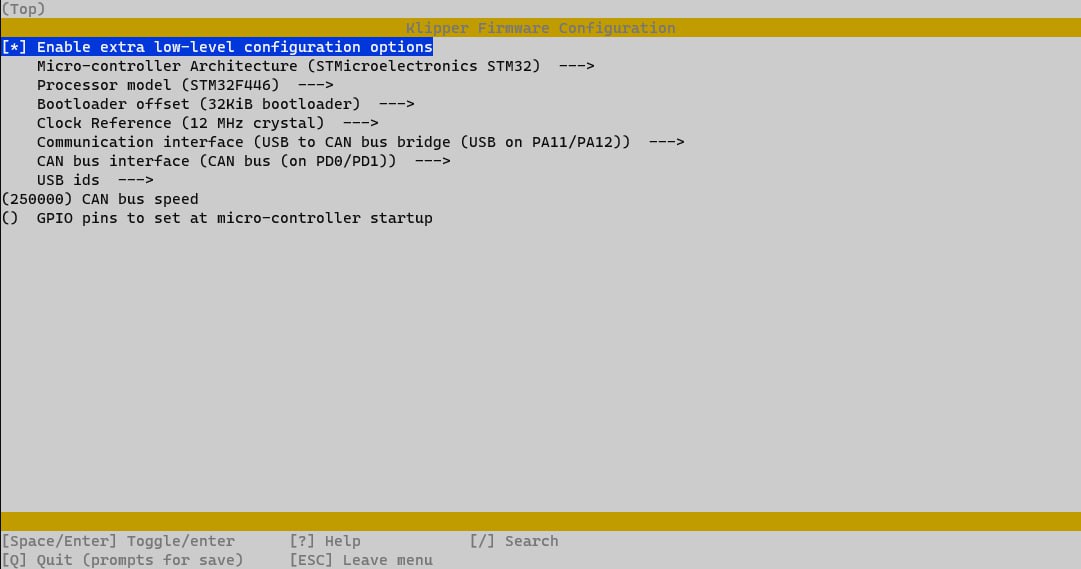 (Top)
Klipper Firmware Configuration
[*] Enable extra low-level configuration options
Micro-controller Architecture (STMicroelectronics STM32) --->
Processor model (STM32F446) --->
Bootloader offset (32KiB bootloader) --->
Clock Reference (12 MHz crystal) --->
Communication interface (USB to CAN bus bridge (USB on PA11/PA12)) --->
CAN bus interface (CAN bus (on PD0/PD1)) --->
USB ids --->
(250000) CAN bus speed
() GPIO pins to set at micro-controller startup
[Space/Enter] Toggle/enter [?] Help [/] Search
[Q] Quit (prompts for save) [ESC] Leave menu